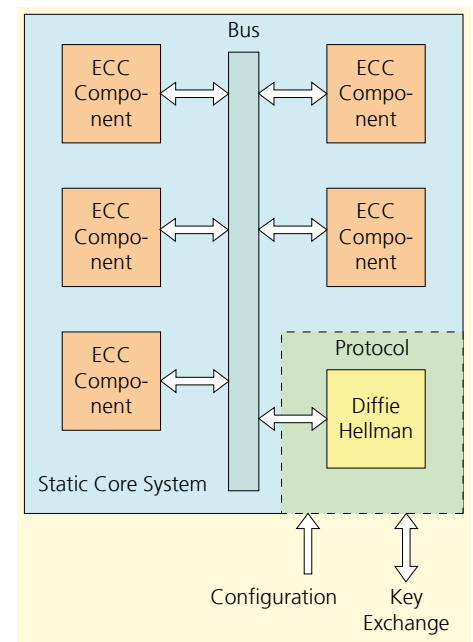 Bus
ECC
Compo-
nent
ECC
Compo-
nent
ECC
Compo-
nent
ECC
Compo-
nent
ECC
Compo-
nent
Protocol
Diffie
Hellman
Static Core System
Configuration
Key
Exchange